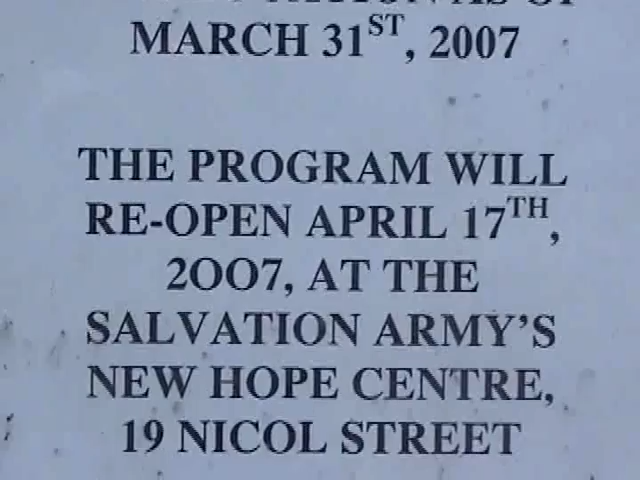 MARCH 31ST, 2007
THE PROGRAM WILL
RE-OPEN APRIL 17TH,
2OO7, AT THE
SALVATION ARMY'S
NEW HOPE CENTRE,
19 NICOL STREET